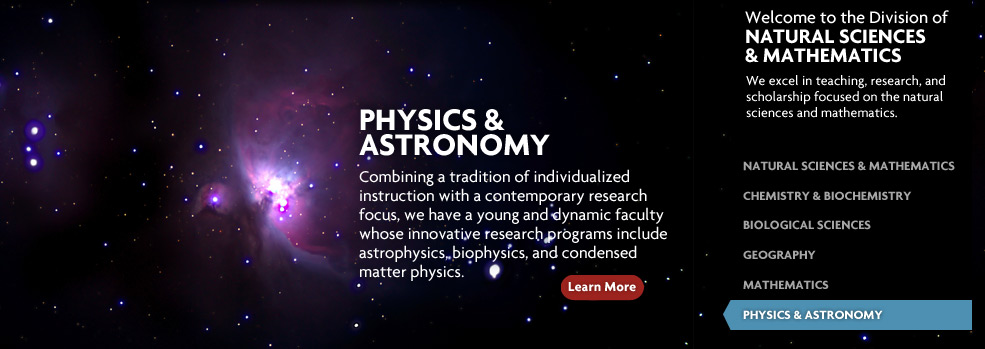 PHYSICS &
ASTRONOMY
Combining a tradition of individualized
instruction with a contemporary research
focus, we have a young and dynamic faculty
whose innovative research programs include
astrophysics, biophysics, and condensed
matter physics.
Learn More
Welcome to the Division of
NATURAL SCIENCES
& MATHEMATICS
We excel in teaching, research, and
scholarship focused on the natural
sciences and mathematics.
NATURAL SCIENCES & MATHEMATICS
CHEMISTRY & BIOCHEMISTRY
BIOLOGICAL SCIENCES
GEOGRAPHY
MATHEMATICS
PHYSICS & ASTRONOMY